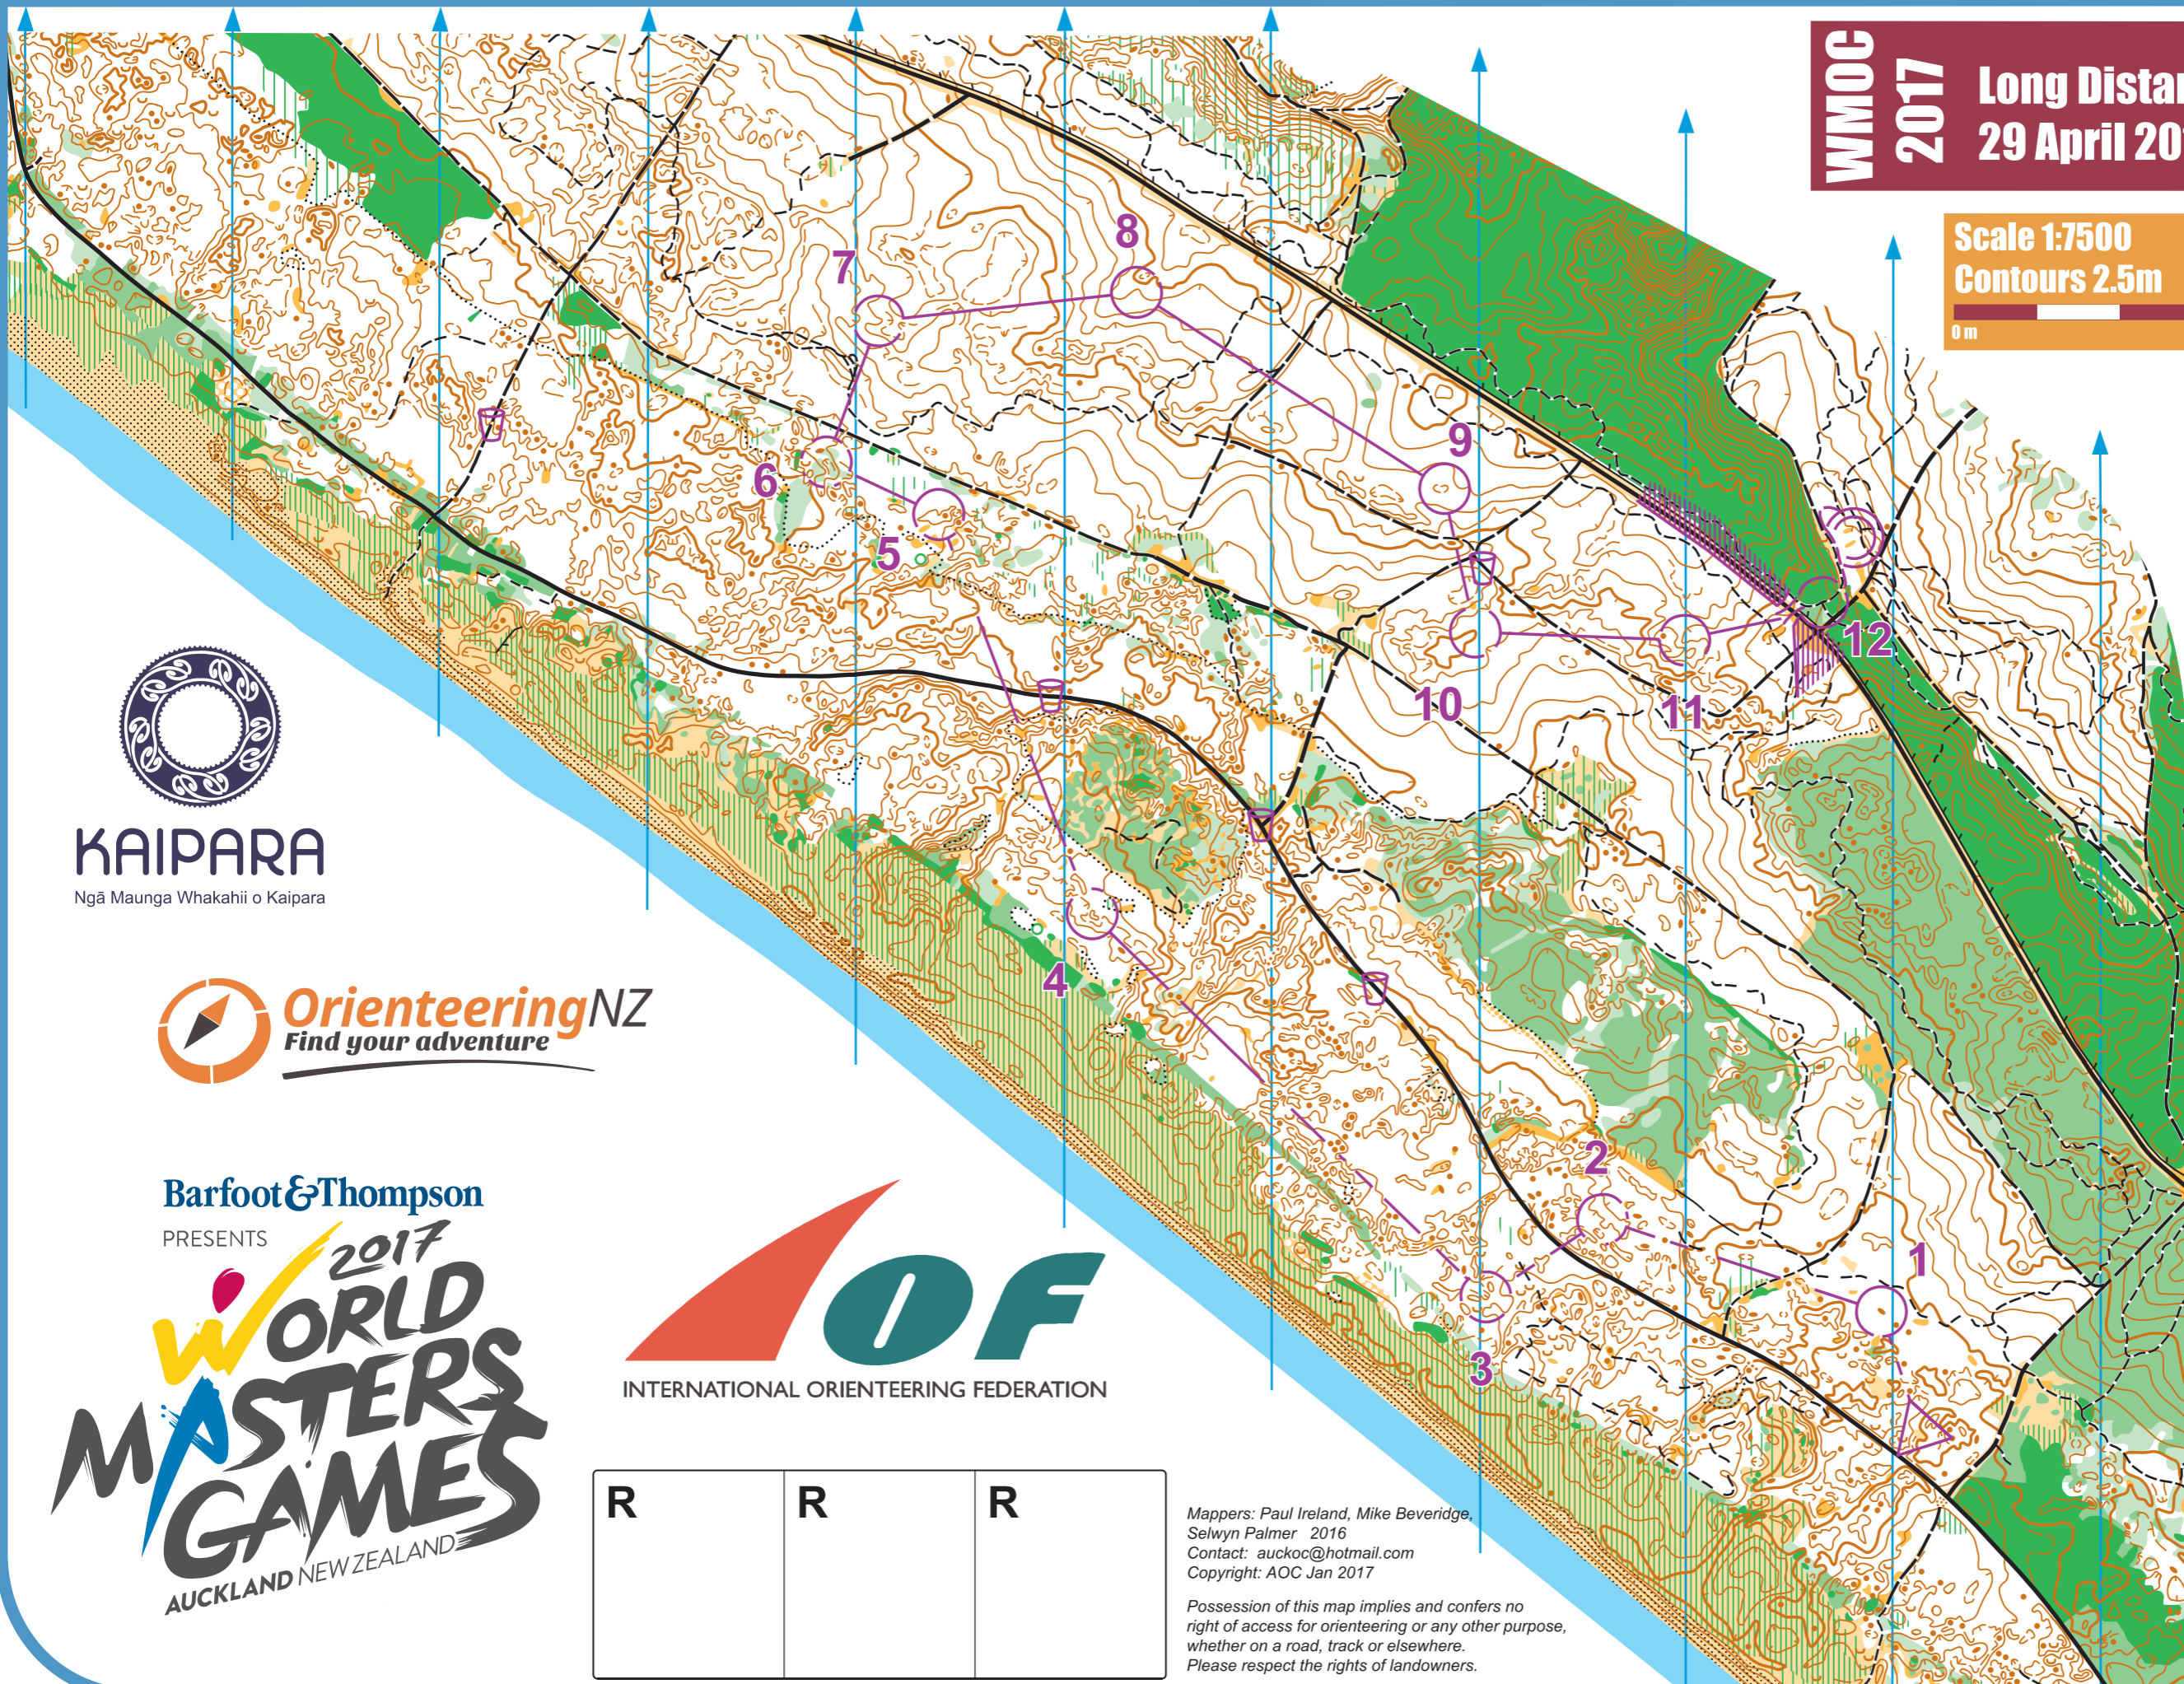 WMOC
2017
Long Dista
29 April 20
Scale 1:7500
Contours 2.5m
0 m
8
7
9
6
5
12
10
11
4
2
1
3
KAIPARA
Ngā Maunga Whakahii o Kaipara
OrienteeringNZ
Find your adventure
Barfoot&Thompson
PRESENTS
2017
WORLD
MASTERS
GAMES
AUCKLAND NEW ZEALAND
IOF
INTERNATIONAL ORIENTEERING FEDERATION
R
R
R
Mappers: Paul Ireland, Mike Beveridge,
Selwyn Palmer 2016
Contact: auckoc@hotmail.com
Copyright: AOC Jan 2017
Possession of this map implies and confers no
right of access for orienteering or any other purpose,
whether on a road, track or elsewhere.
Please respect the rights of landowners.